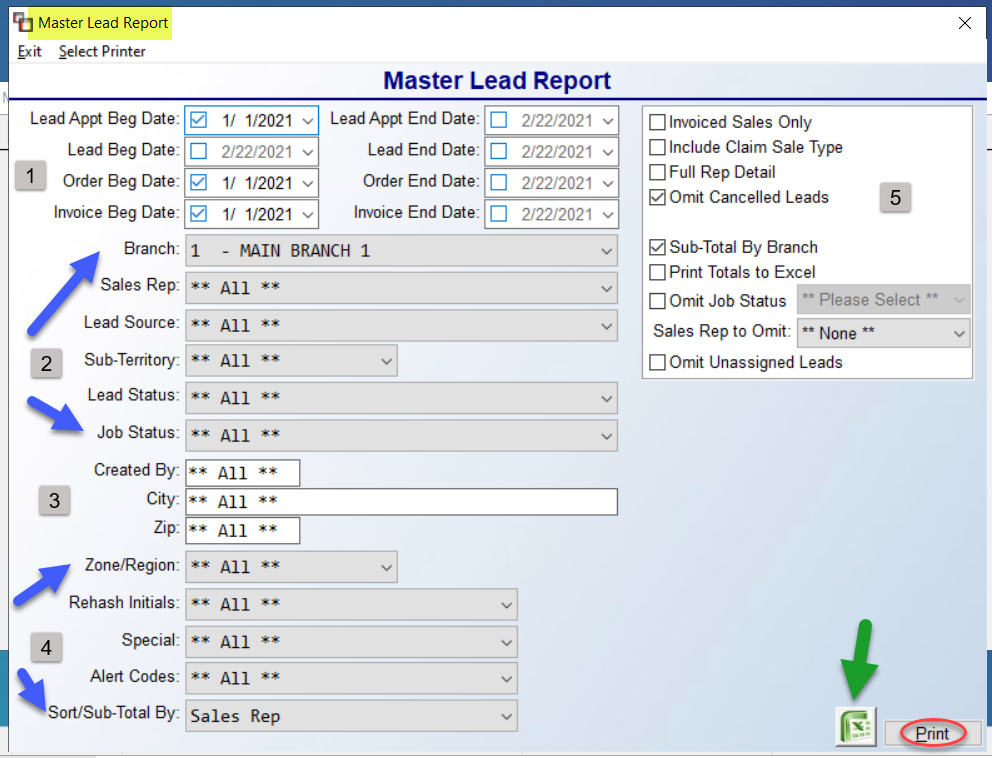 Master Lead Report
Exit Select Printer
Master Lead Report
Lead Appt Beg Date: 1/ 1/2021 Lead Appt End Date: 2/22/2021
Lead Beg Date: 2/22/2021 Lead End Date: 2/22/2021
1
Order Beg Date: 1/ 1/2021 Order End Date: 2/22/2021
Invoice Beg Date: 1/ 1/2021 Invoice End Date: 2/22/2021
Branch: 1 - MAIN BRANCH 1
Sales Rep: ** All **
Lead Source: ** All **
2
Sub-Territory: ** All **
Lead Status: ** All **
Job Status: ** All **
Created By: ** All **
3
City: ** All **
Zip: ** All **
Zone/Region: ** All **
Rehash Initials: ** All **
4
Special: ** All **
Alert Codes: ** All **
Sort/Sub-Total By: Sales Rep
Invoiced Sales Only
Include Claim Sale Type
Full Rep Detail
Omit Cancelled Leads
5
Sub-Total By Branch
Print Totals to Excel
Omit Job Status ** Please Select **
Sales Rep to Omit: ** None **
Omit Unassigned Leads
Print